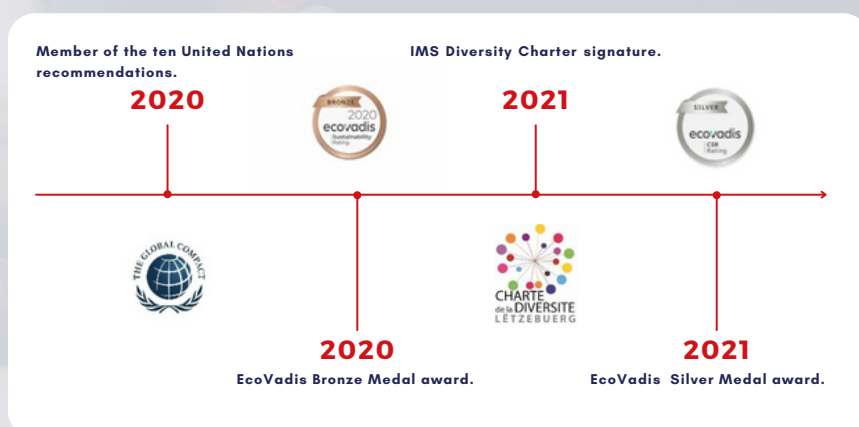 Member of the ten United Nations
recommendations.
2020
IMS Diversity Charter signature.
2021
BRONZE
2020
ecovadis
Sustainability
Rating
SILVER
ecovadis
CSR
Rating
THE GLOBAL COMPACT
CHARTE
de la DIVERSITE
LËTZEBUERG
2020
EcoVadis Bronze Medal award.
2021
EcoVadis Silver Medal award.